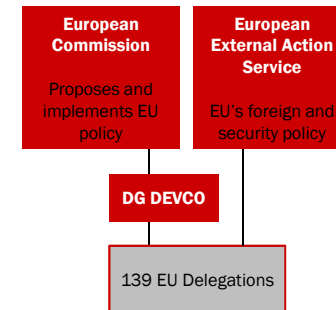 European
Commission
Proposes and
implements EU
policy
European
External Action
Service
EU's foreign and
security policy
DG DEVCO
139 EU Delegations